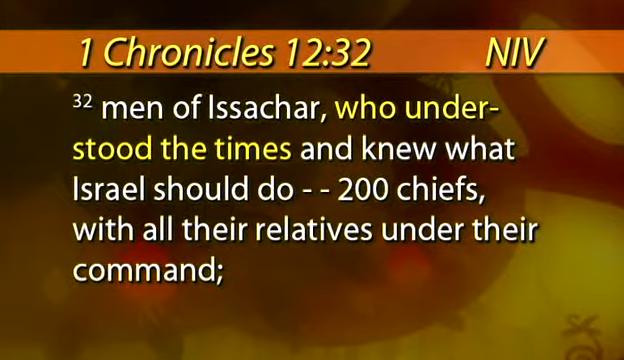 1 Chronicles 12:32 NIV
32 men of Issachar, who under-
stood the times and knew what
Israel should do - - 200 chiefs,
with all their relatives under their
command;